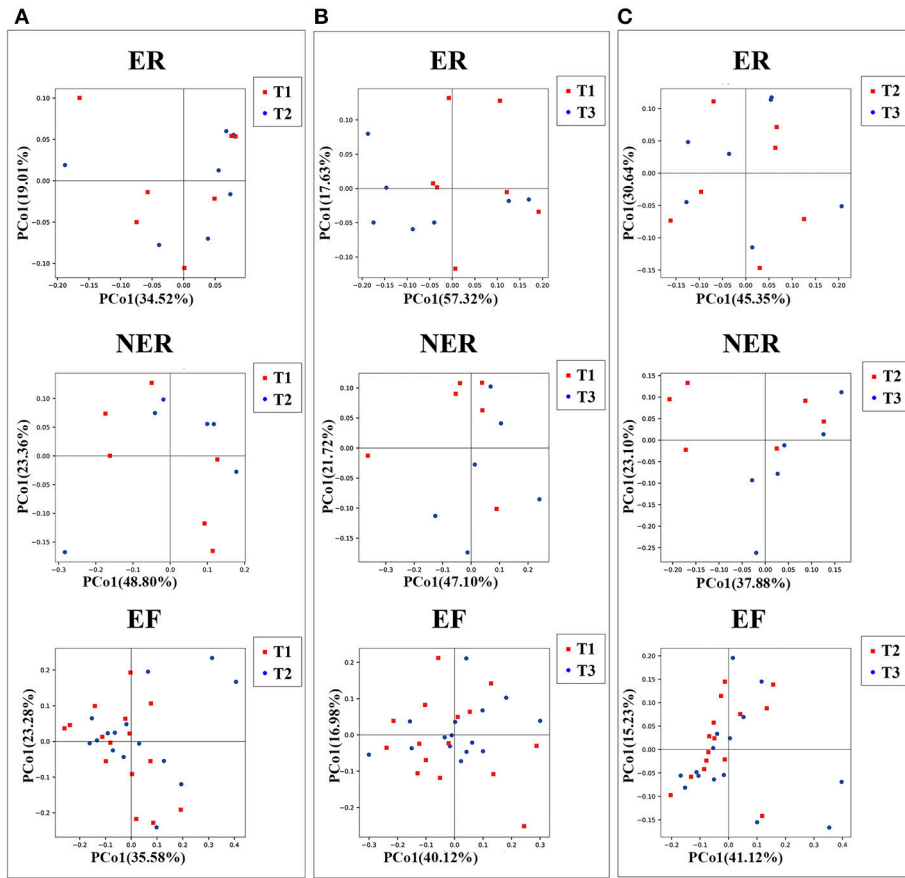 A
B
C
ER
ER
ER
T1
T2
T1
T3
T2
T3
0.10
0.05
0.00
−0.05
−0.10
PCo1(19.01%)
−0.20 −0.15 −0.10 −0.05 0.00 0.05 0.10
PCo1(34.52%)
0.10
0.05
0.00
−0.05
−0.10
PCo1(17.63%)
−0.20 −0.15 −0.10 −0.05 0.00 0.05 0.10 0.15 0.20
PCo1(57.32%)
0.10
0.05
0.00
−0.05
−0.10
−0.15
PCo1(30.64%)
−0.15 −0.10 −0.05 0.00 0.05 0.10 0.15 0.20
PCo1(45.35%)
NER
NER
NER
T1
T2
T1
T3
T2
T3
0.10
0.05
0.00
−0.05
−0.10
−0.15
PCo1(23.36%)
−0.3 −0.2 −0.1 0.0 0.1 0.2
PCo1(48.80%)
0.10
0.05
0.00
−0.05
−0.10
−0.15
PCo1(21.72%)
−0.3 −0.2 −0.1 0.0 0.1 0.2
PCo1(47.10%)
0.15
0.10
0.05
0.00
−0.05
−0.10
−0.15
−0.20
−0.25
PCo1(23.10%)
−0.20 −0.15 −0.10 −0.05 0.00 0.05 0.10 0.15
PCo1(37.88%)
EF
EF
EF
T1
T2
T1
T3
T2
T3
0.2
0.1
0.0
−0.1
−0.2
PCo1(23.28%)
−0.2 −0.1 0.0 0.1 0.2 0.3 0.4
PCo1(35.58%)
0.2
0.1
0.0
−0.1
−0.2
PCo1(16.98%)
−0.3 −0.2 −0.1 0.0 0.1 0.2 0.3
PCo1(40.12%)
0.20
0.15
0.10
0.05
0.00
−0.05
−0.10
−0.15
PCo1(15.23%)
−0.2 −0.1 0.0 0.1 0.2 0.3 0.4
PCo1(41.12%)